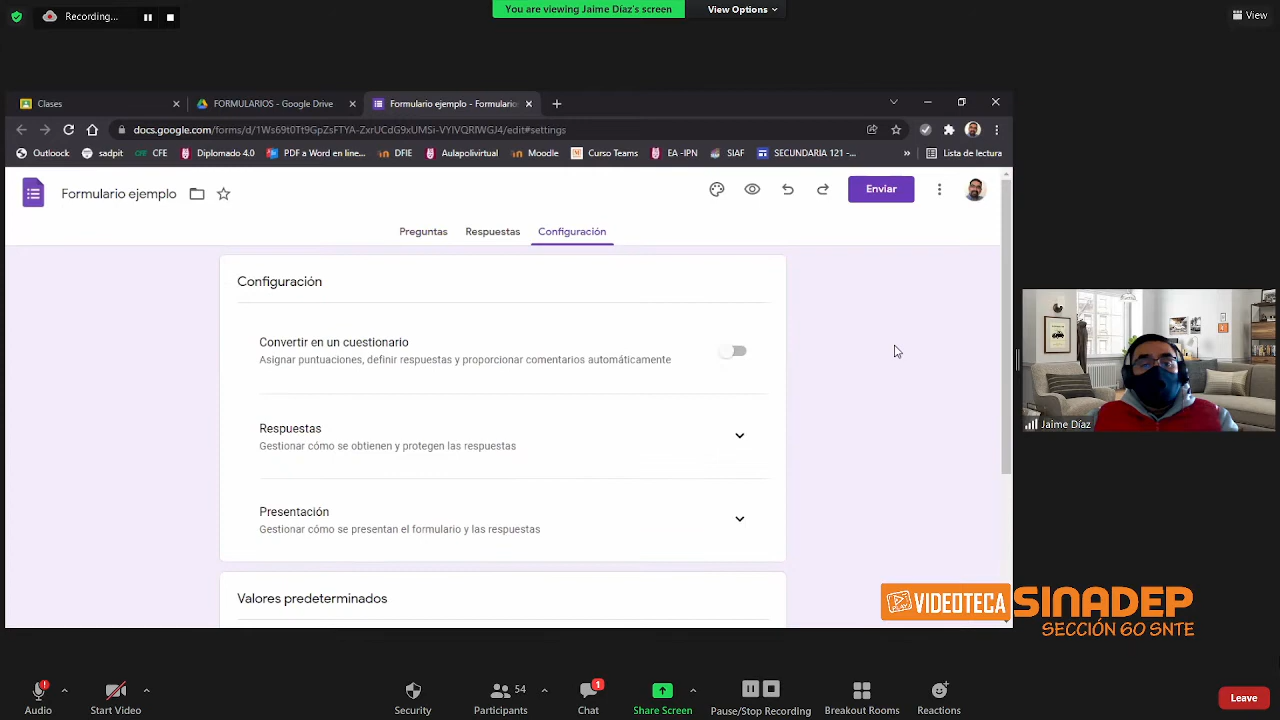 Recording...
You are viewing Jaime Díaz's screen
View Options
View
Clases
FORMULARIOS - Google Drive
Formulario ejemplo - Formularios
docs.google.com/forms/d/1Ws69t0Tt9GpZsFTYA-ZxrUCdG9xUMSi-VYIVQRIWGJ4/edit#settings
Outloock
sadpit
CFE
Diplomado 4.0
PDF a Word en line...
DFIE
Aulapolivirtual
Moodle
Curso Teams
EA -IPN
SIAF
SECUNDARIA 121 -...
»
Lista de lectura
Formulario ejemplo
Enviar
Preguntas
Respuestas
Configuración
Configuración
Convertir en un cuestionario
Asignar puntuaciones, definir respuestas y proporcionar comentarios automáticamente
Respuestas
Gestionar cómo se obtienen y protegen las respuestas
Presentación
Gestionar cómo se presentan el formulario y las respuestas
Valores predeterminados
Jaime Díaz
VIDEOTECA
SINADEP
SECCIÓN 60 SNTE
Audio
Start Video
Security
54
Participants
1
Chat
Share Screen
Pause/Stop Recording
Breakout Rooms
Reactions
Leave